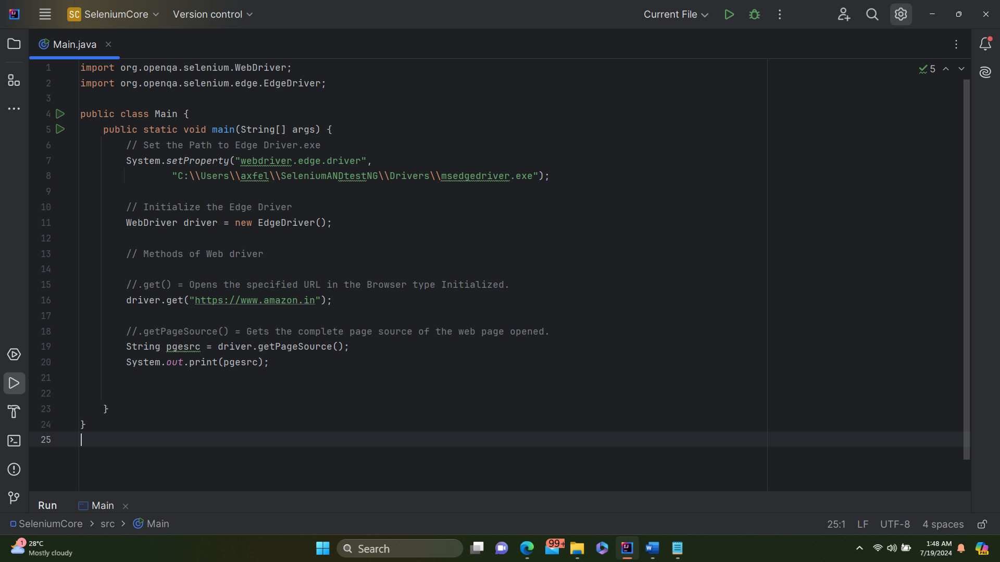 SC SeleniumCore Version control Current File
Main.java
5
1 import org.openqa.selenium.WebDriver;
2 import org.openqa.selenium.edge.EdgeDriver;
3
4 public class Main {
5 public static void main(String[] args) {
6 // Set the Path to Edge Driver.exe
7 System.setProperty("webdriver.edge.driver",
8 "C:\\Users\\axfel\\SeleniumANDtestNG\\Drivers\\msedgedriver.exe");
9
10 // Initialize the Edge Driver
11 WebDriver driver = new EdgeDriver();
12
13 // Methods of Web driver
14
15 //.get() = Opens the specified URL in the Browser type Initialized.
16 driver.get("https://www.amazon.in");
17
18 //.getPageSource() = Gets the complete page source of the web page opened.
19 String pgesrc = driver.getPageSource();
20 System.out.print(pgesrc);
21
22
23 }
24 }
25
Run Main
SeleniumCore > src > Main 25:1 LF UTF-8 4 spaces
1 28°C
Mostly cloudy
Search
99+
1:48 AM
7/19/2024
PRE